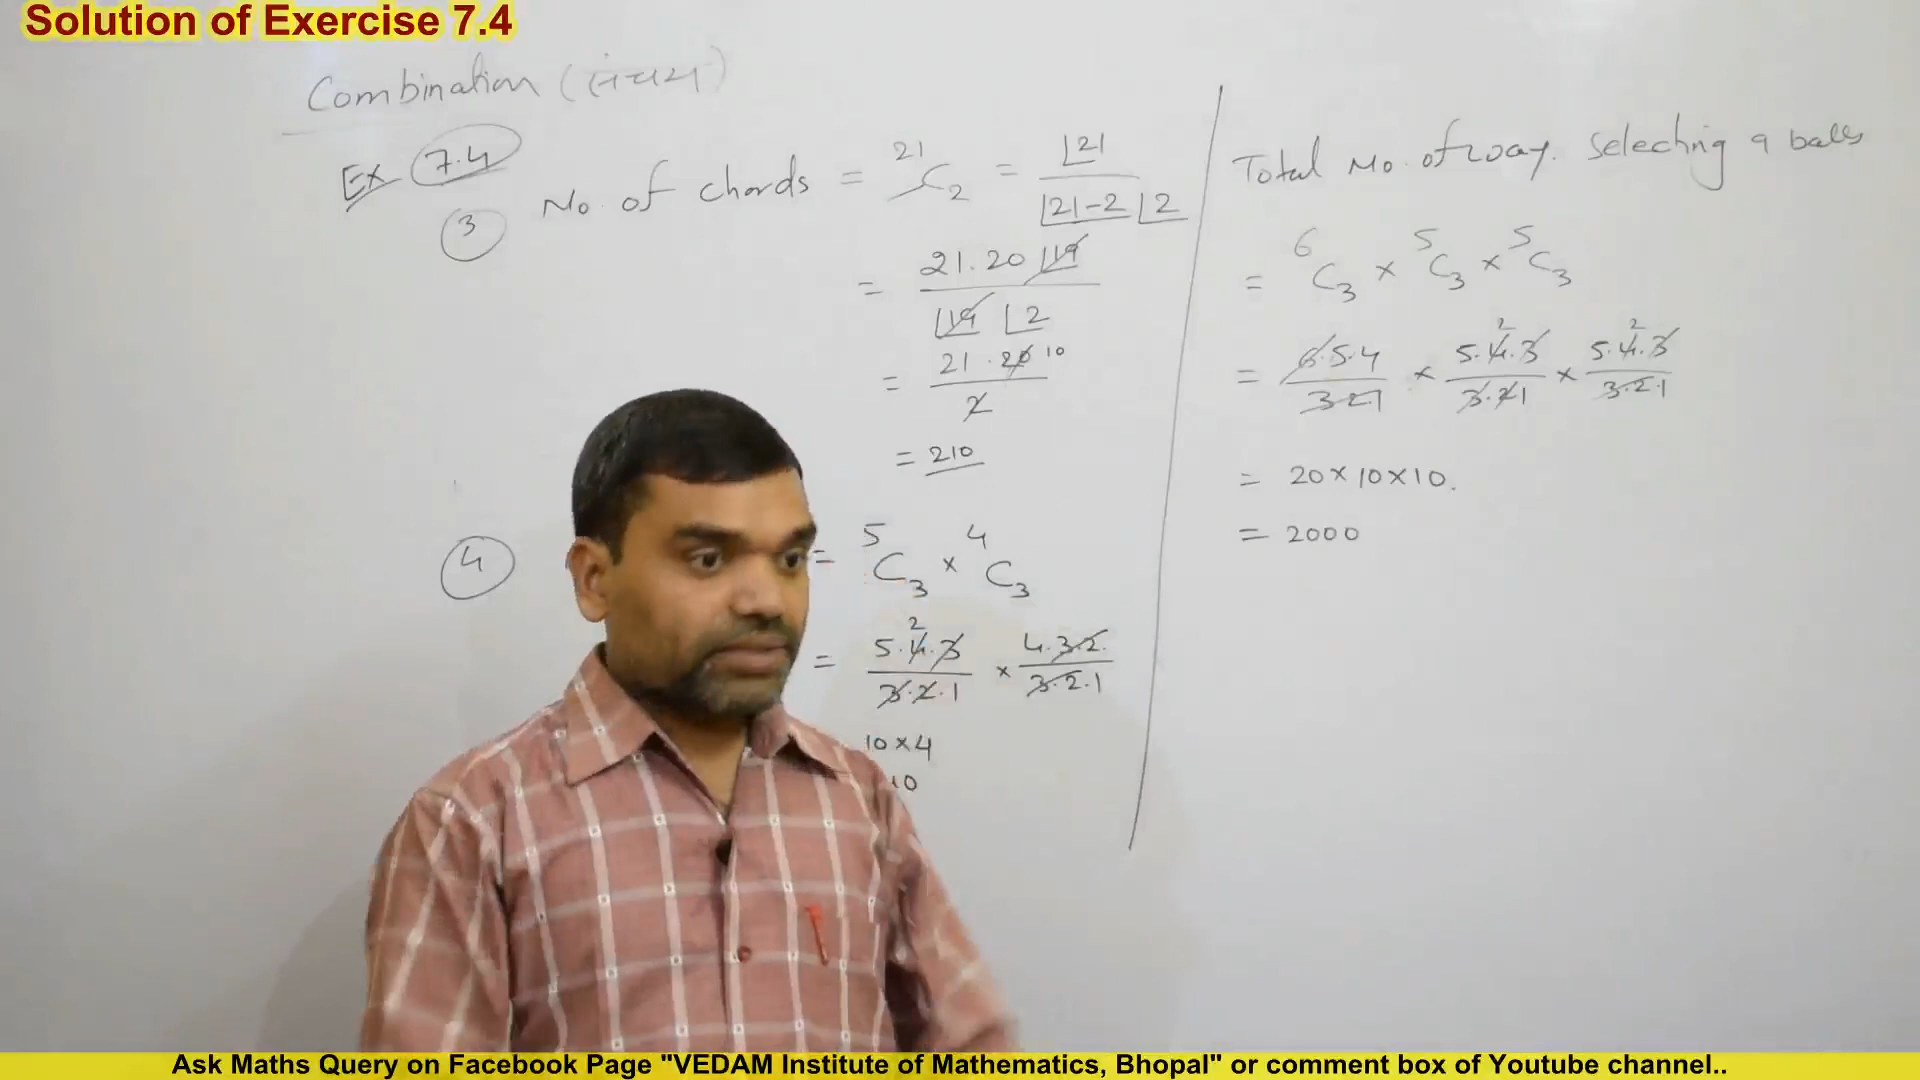 Solution of Exercise 7.4
Combination (संचय)
Ex 7.4
3 No. of chords = ²¹C₂ = ⌊21 / ⌊21-2 ⌊2
= 21.20 ⌊19 / ⌊19 ⌊2
= 21 . 20 10 / 2
= 210
4 = ⁵C₃ × ⁴C₃
= 5.4.3 2 / 3.2.1 × 4.3.2. / 3.2.1
10 × 4
Total No. of way. Selecting 9 balls
= ⁶C₃ × ⁵C₃ × ⁵C₃
= 6.5.4 / 3 2 1 × 5.4.3 2 / 3.2 1 × 5.4.3 2 / 3.2.1
= 20 × 10 × 10.
= 2000
Ask Maths Query on Facebook Page "VEDAM Institute of Mathematics, Bhopal" or comment box of Youtube channel..